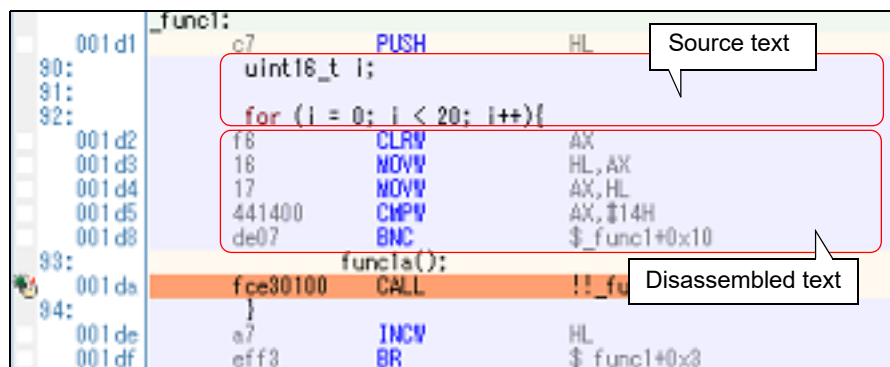 _func1:
001d1 c7 PUSH HL
Source text
90: uint16_t i;
91:
92: for (i = 0; i < 20; i++){
001d2 f6 CLRW AX
001d3 16 MOVW HL,AX
001d4 17 MOVW AX,HL
001d5 441400 CMPW AX,#14H
001d8 de07 BNC $_func1+0x10
93: func1a();
Disassembled text
001da fce30100 CALL !!_fu
94: }
001de a7 INCW HL
001df eff3 BR $_func1+0x3